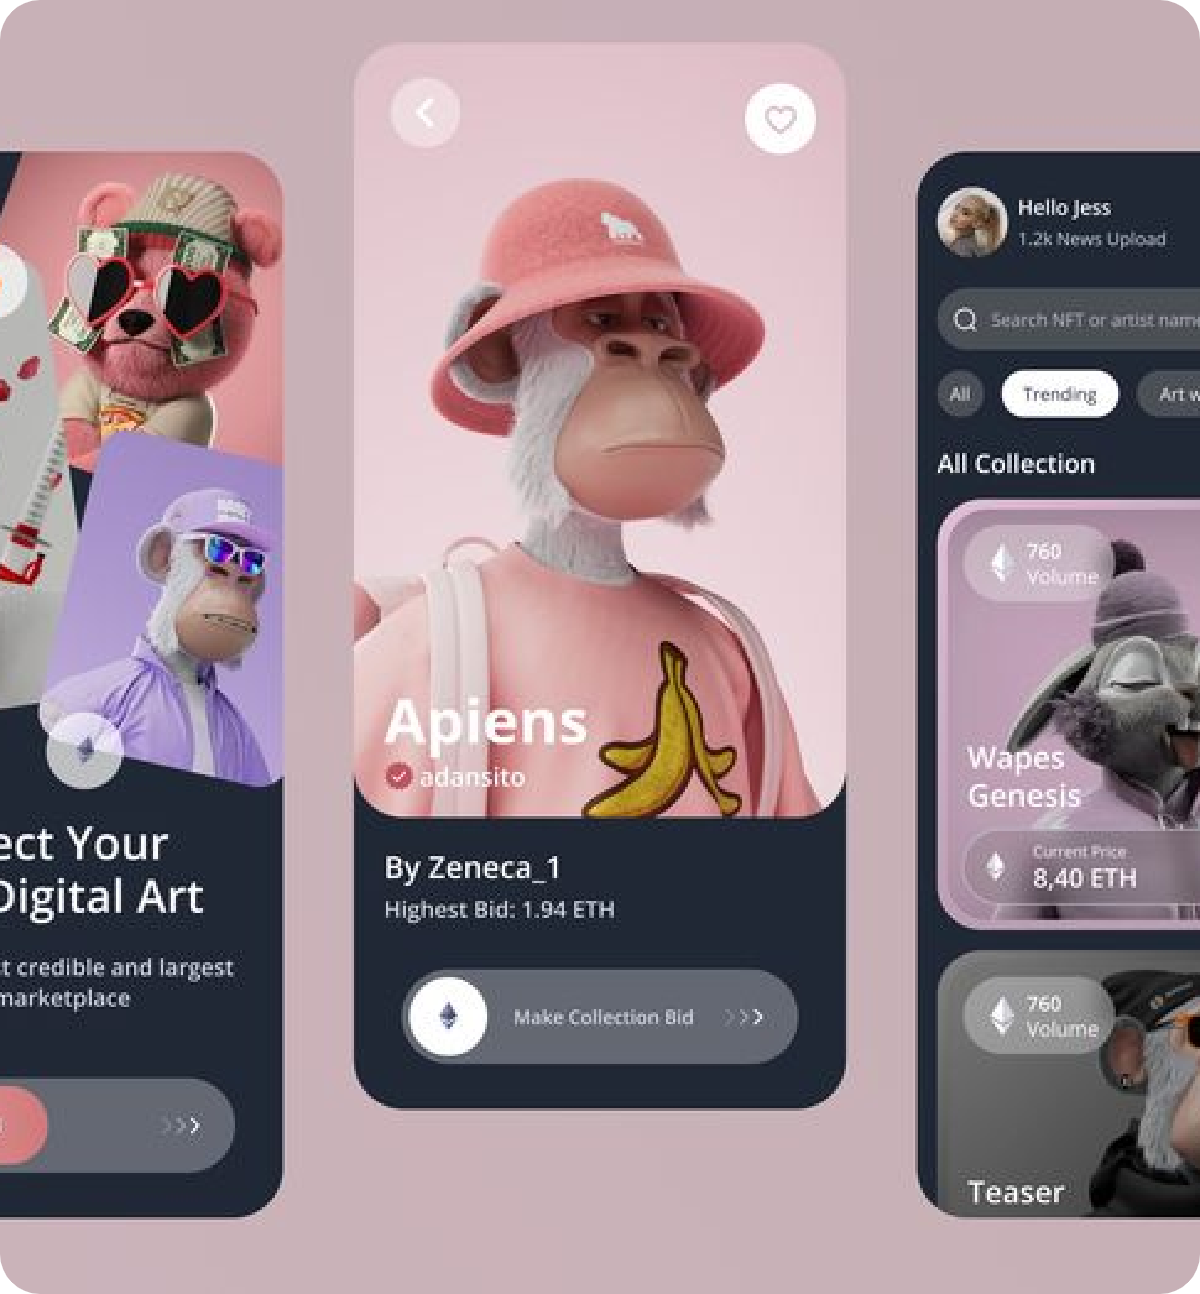 ect Your
Digital Art
st credible and largest
marketplace
Apiens
adansito
By Zeneca_1
Highest Bid: 1.94 ETH
Make Collection Bid
Hello Jess
1.2k News Upload
Search NFT or artist name
All
Trending
Art w
All Collection
760
Volume
Wapes
Genesis
Current Price
8,40 ETH
760
Volume
Teaser